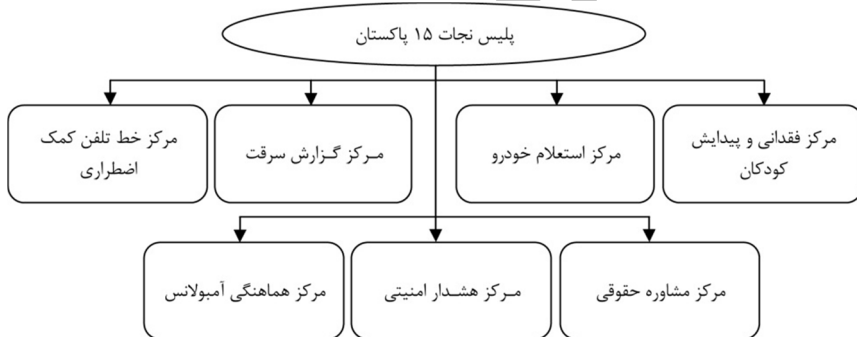 پلیس نجات ۱۵ پاکستان
مرکز فقدانی و پیدایش
کودکان
مرکز استعلام خودرو
مـرکز گـزارش سرقت
مرکز خط تلفن کمک
اضطراری
مرکز مشاوره حقوقی
مـرکز هشـدار امنیتی
مرکز هماهنگی آمبولانس